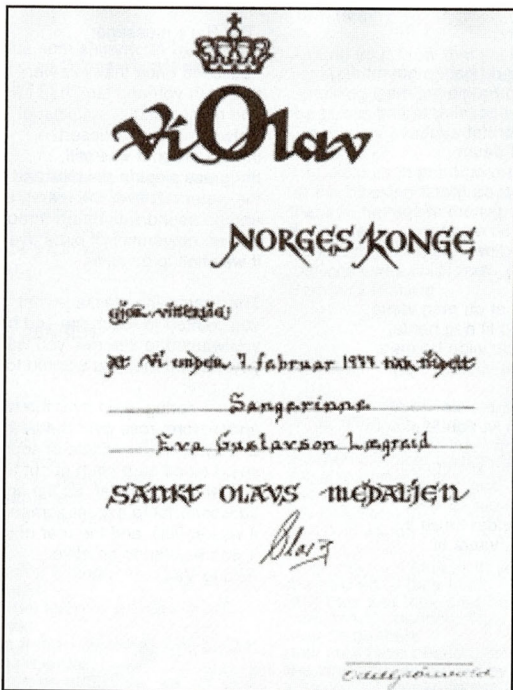 Vi Olav
NORGES KONGE
gjør vitterlig:
at Vi under 7. februar 1977 har tildelt
Sangerinne
Eva Gustavson Lægreid
SANKT OLAVS MEDALJEN
Olav R